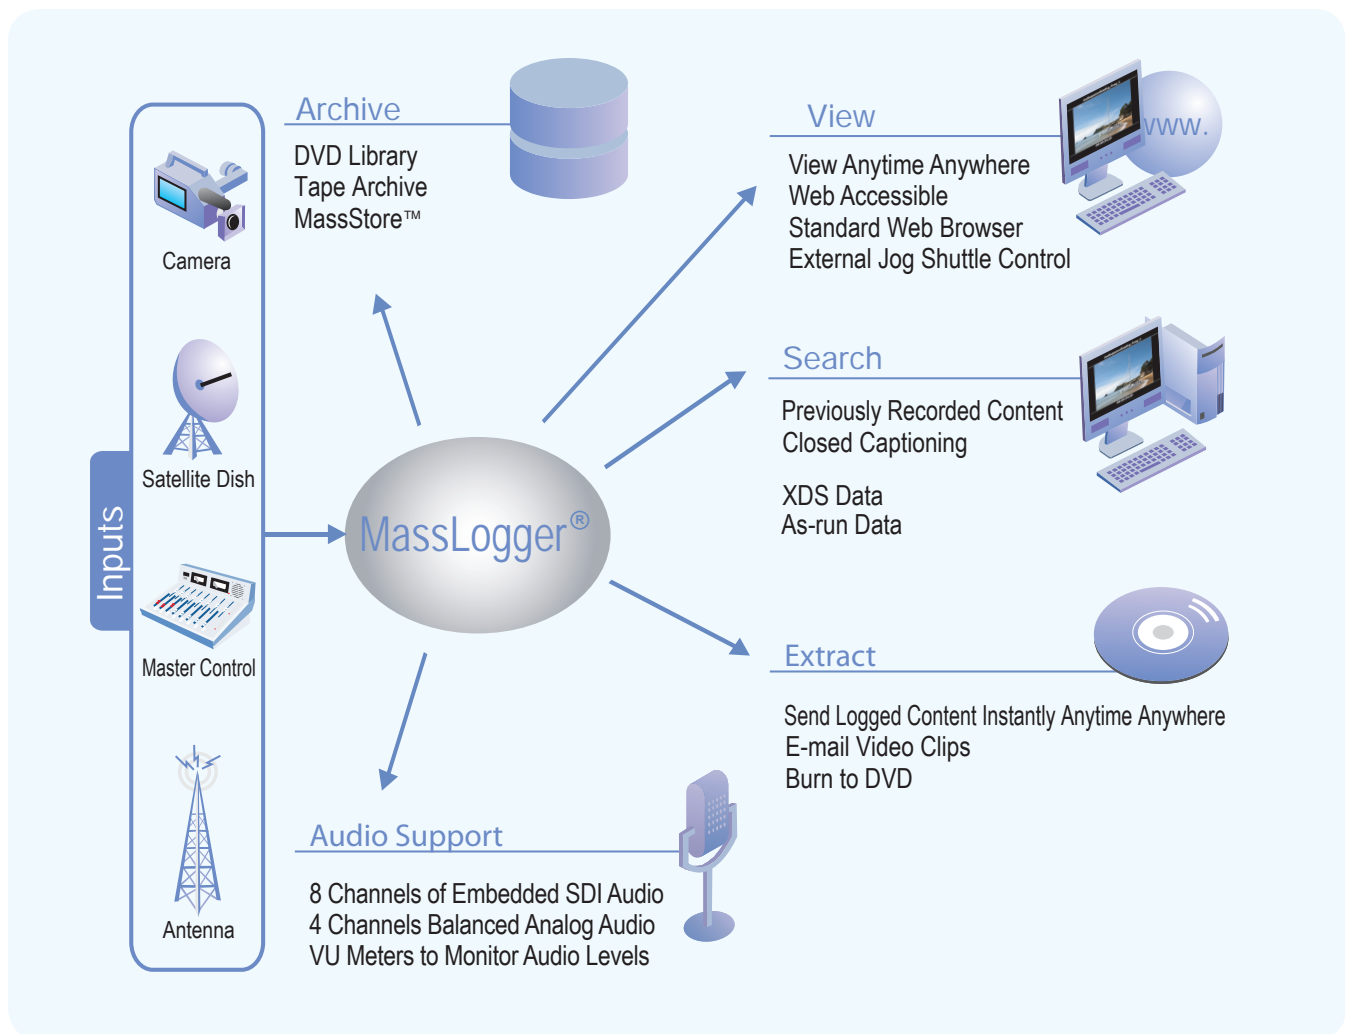 Inputs
Camera
Satellite Dish
Master Control
Antenna
Archive
DVD Library
Tape Archive
MassStore™
MassLogger®
Audio Support
8 Channels of Embedded SDI Audio
4 Channels Balanced Analog Audio
VU Meters to Monitor Audio Levels
View
www.
View Anytime Anywhere
Web Accessible
Standard Web Browser
External Jog Shuttle Control
Search
Previously Recorded Content
Closed Captioning
XDS Data
As-run Data
Extract
Send Logged Content Instantly Anytime Anywhere
E-mail Video Clips
Burn to DVD